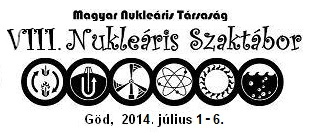 Magyar Nukleáris Társaság
VIII. Nukleáris Szaktábor
Göd, 2014. július 1 - 6.